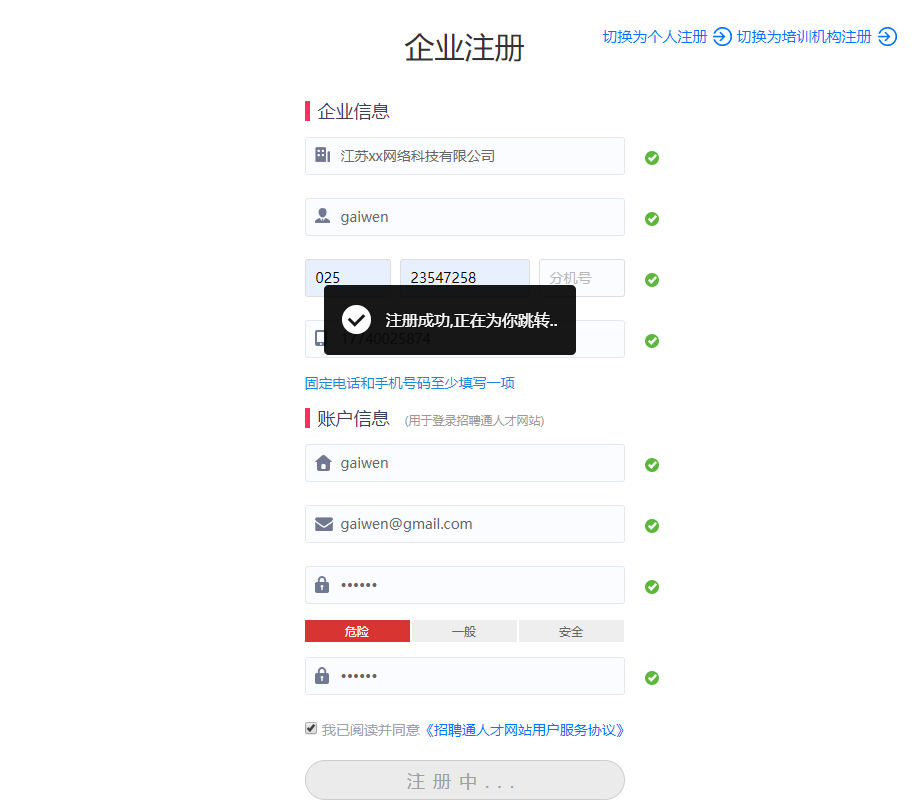 企业注册
切换为个人注册 切换为培训机构注册
企业信息
江苏xx网络科技有限公司
gaiwen
025 23547258 分机号
注册成功,正在为你跳转..
17740025874
固定电话和手机号码至少填写一项
账户信息 (用于登录招聘通人才网站)
gaiwen
gaiwen@gmail.com
••••••
危险 一般 安全
••••••
我已阅读并同意《招聘通人才网站用户服务协议》
注册中...